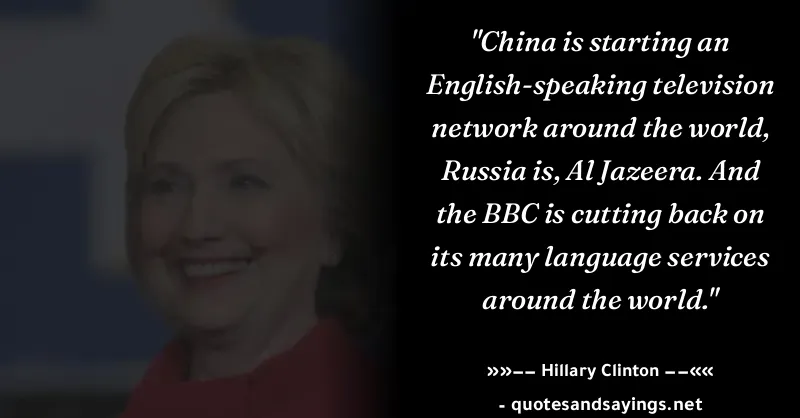 "China is starting an
English-speaking television
network around the world,
Russia is, Al Jazeera. And
the BBC is cutting back on
its many language services
around the world."
»»−− Hillary Clinton −−««
- quotesandsayings.net